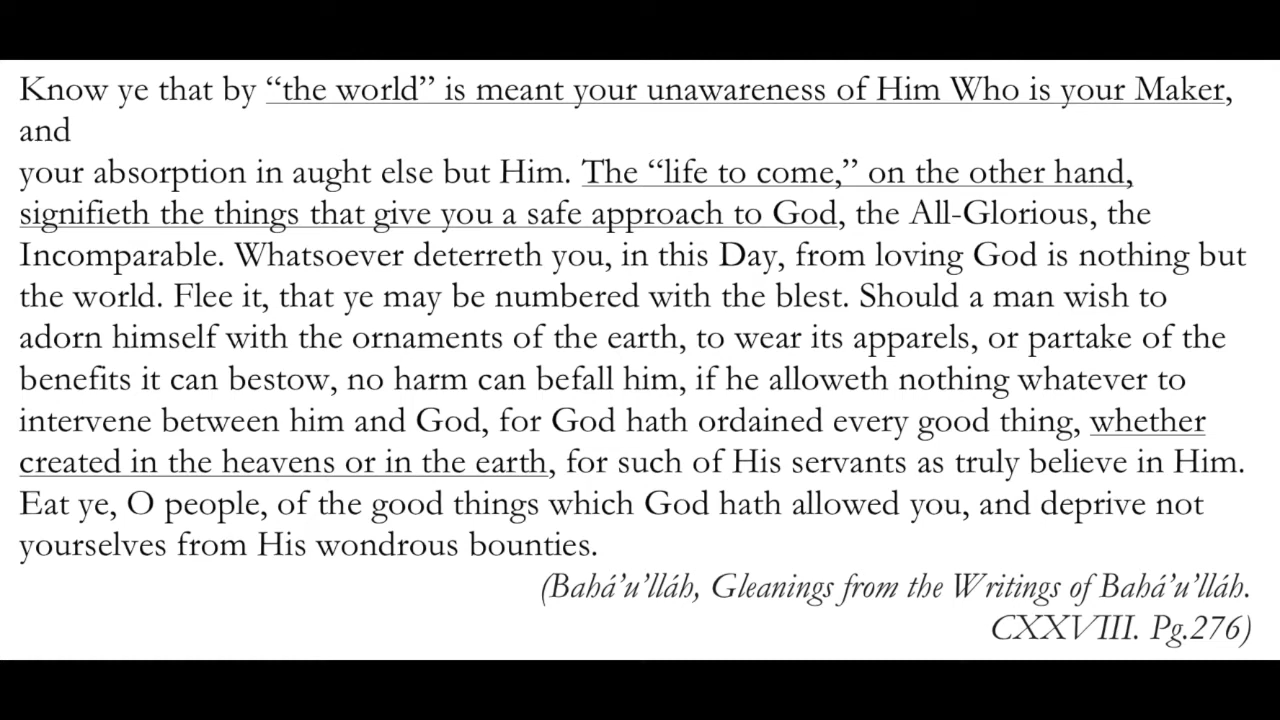 Know ye that by “the world” is meant your unawareness of Him Who is your Maker,
and
your absorption in aught else but Him. The “life to come,” on the other hand,
signifieth the things that give you a safe approach to God, the All-Glorious, the
Incomparable. Whatsoever deterreth you, in this Day, from loving God is nothing but
the world. Flee it, that ye may be numbered with the blest. Should a man wish to
adorn himself with the ornaments of the earth, to wear its apparels, or partake of the
benefits it can bestow, no harm can befall him, if he alloweth nothing whatever to
intervene between him and God, for God hath ordained every good thing, whether
created in the heavens or in the earth, for such of His servants as truly believe in Him.
Eat ye, O people, of the good things which God hath allowed you, and deprive not
yourselves from His wondrous bounties.
(Bahá’u’lláh, Gleanings from the Writings of Bahá’u’lláh.
CXXVIII. Pg.276)